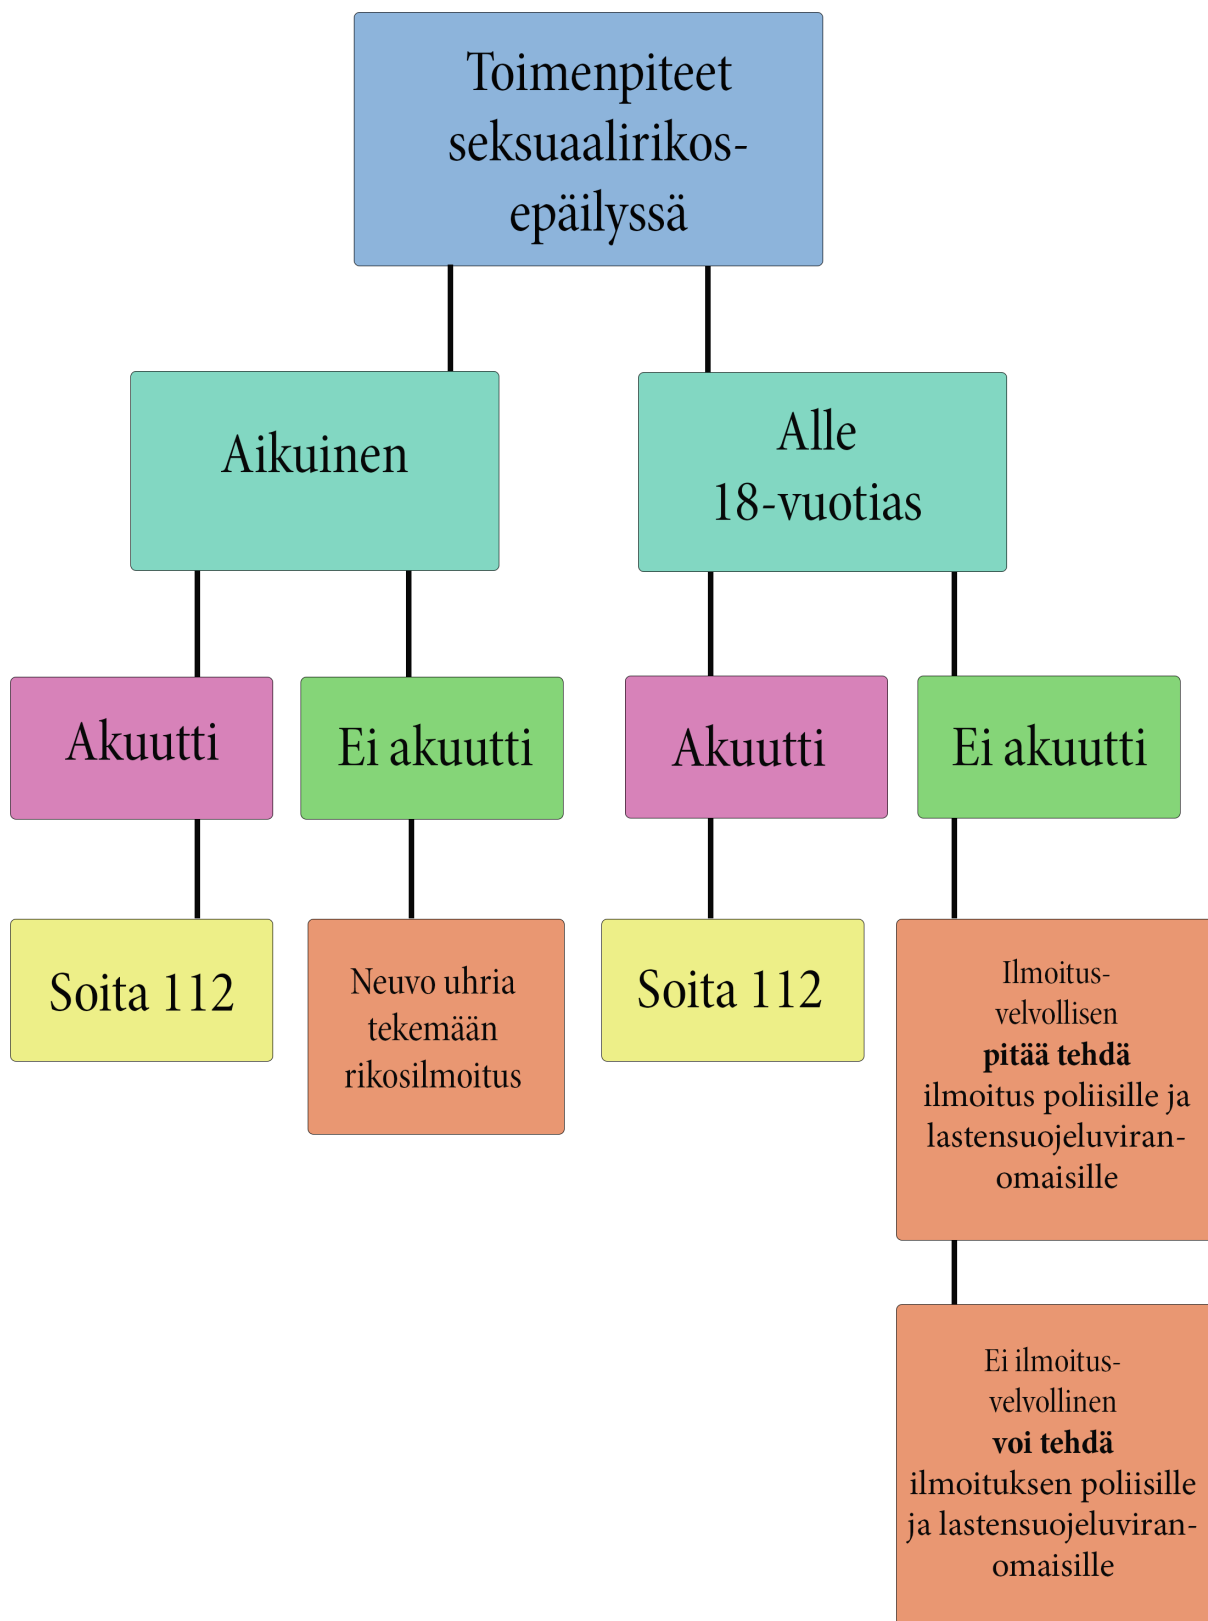 Toimenpiteet
seksuaalirikos-
epäilyssä
Aikuinen
Alle
18-vuotias
Akuutti
Ei akuutti
Akuutti
Ei akuutti
Soita 112
Neuvo uhria
tekemään
rikosilmoitus
Soita 112
Ilmoitus-
velvollisen
pitää tehdä
ilmoitus poliisille ja
lastensuojeluviran-
omaisille
Ei ilmoitus-
velvollinen
voi tehdä
ilmoituksen poliisille
ja lastensuojeluviran-
omaisille